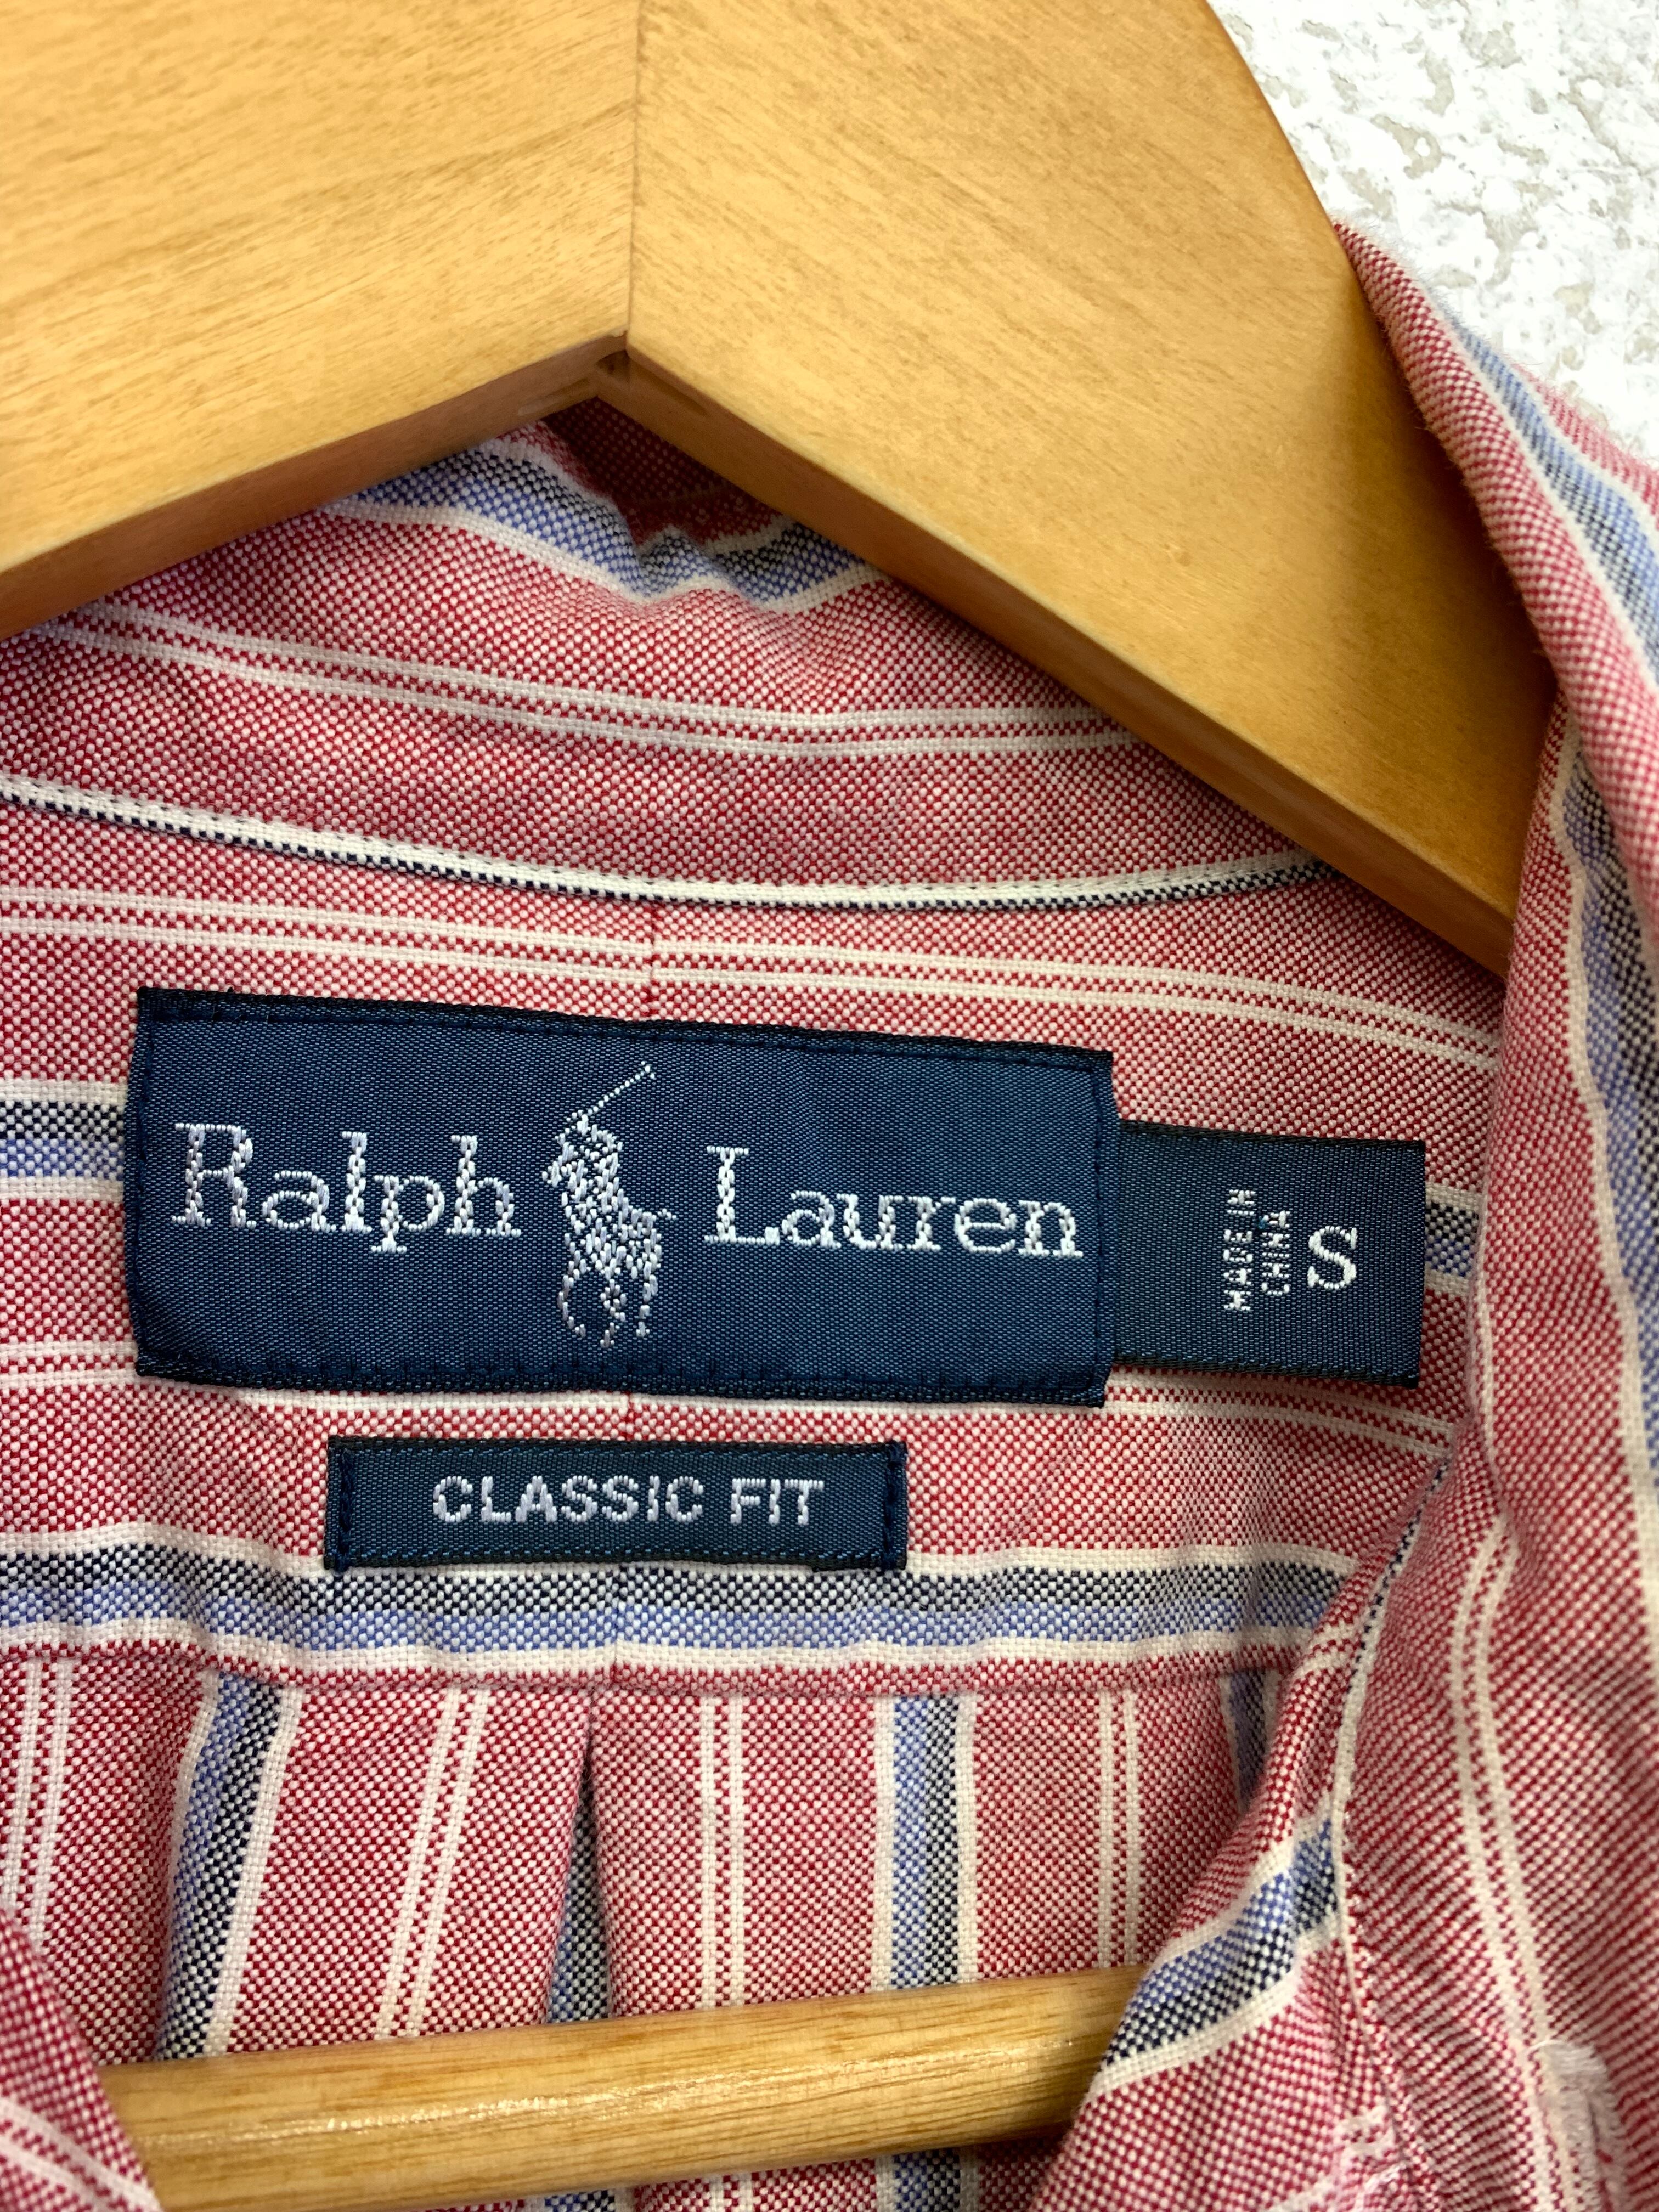 Ralph Lauren
MADE IN
CHINA
S
CLASSIC FIT